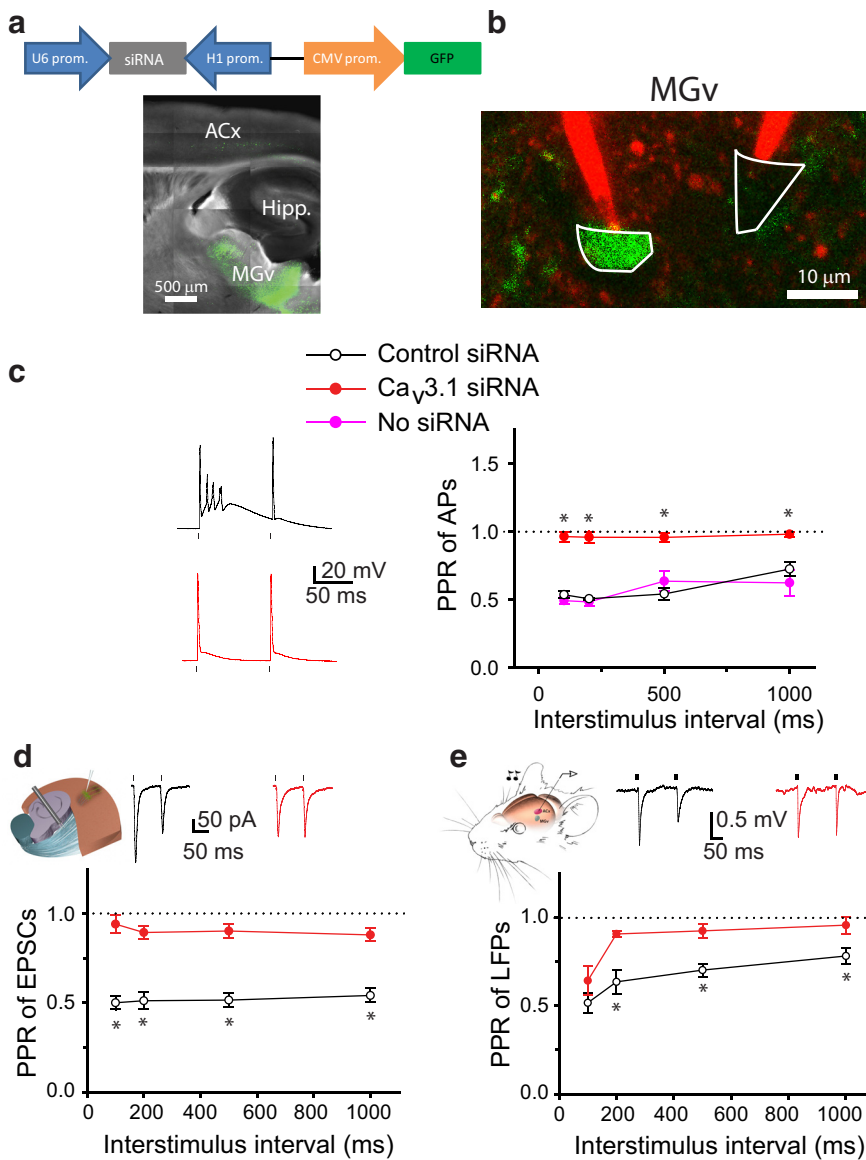 a
U6 prom.
siRNA
H1 prom.
CMV prom.
GFP
ACx
Hipp.
MGv
500 µm
b
MGv
10 µm
c
Control siRNA
CaV3.1 siRNA
No siRNA
20 mV
50 ms
PPR of APs
1.5
1.0
0.5
0.0
* * * *
0 500 1000
Interstimulus interval (ms)
d
50 pA
50 ms
PPR of EPSCs
1.0
0.5
0.0
* * * *
0 200 400 600 800 1000
Interstimulus interval (ms)
e
ACx
MGv
0.5 mV
50 ms
PPR of LFPs
1.0
0.5
0.0
* * *
0 200 400 600 800 1000
Interstimulus interval (ms)